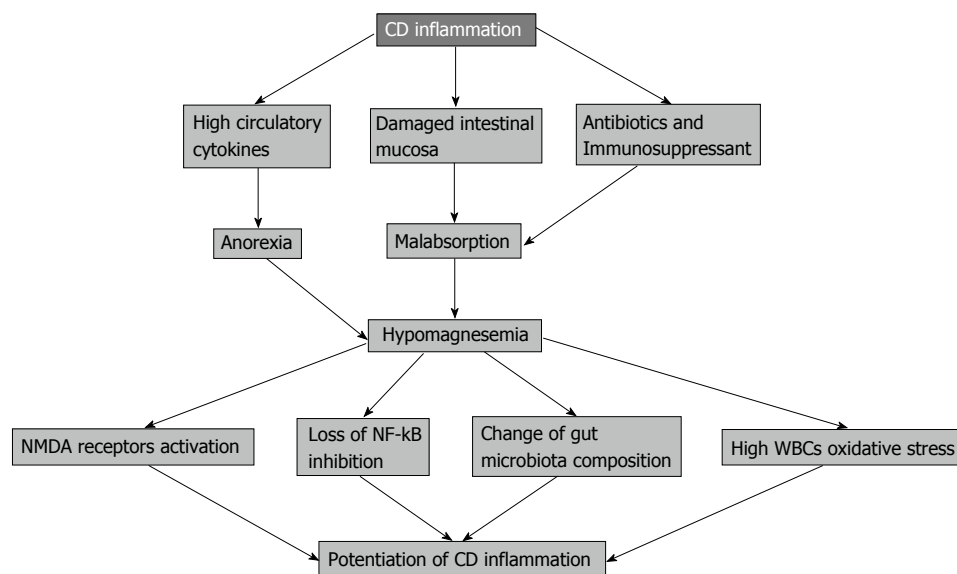 CD inflammation
High circulatory
cytokines
Damaged intestinal
mucosa
Antibiotics and
Immunosuppressant
Anorexia
Malabsorption
Hypomagnesemia
NMDA receptors activation
Loss of NF-kB
inhibition
Change of gut
microbiota composition
High WBCs oxidative stress
Potentiation of CD inflammation